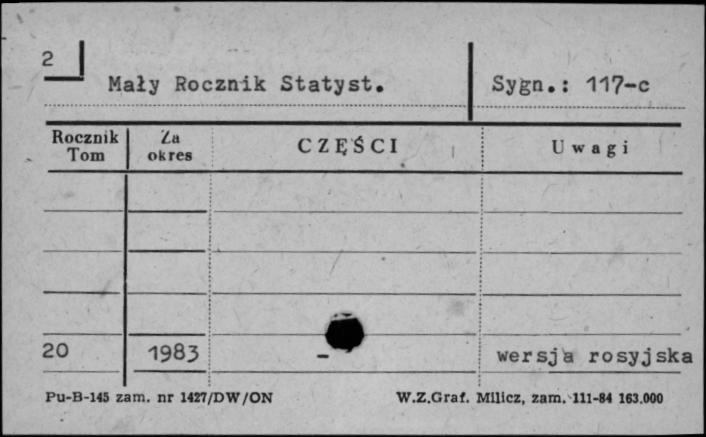 2
Mały Rocznik Statyst. Sygn.: 117-c
Rocznik Tom Za okres CZĘŚCI Uwagi
20 1983 - wersja rosyjska
Pu-B-145 zam. nr 1427/DW/ON W.Z.Graf. Milicz, zam. 111-84 163.000